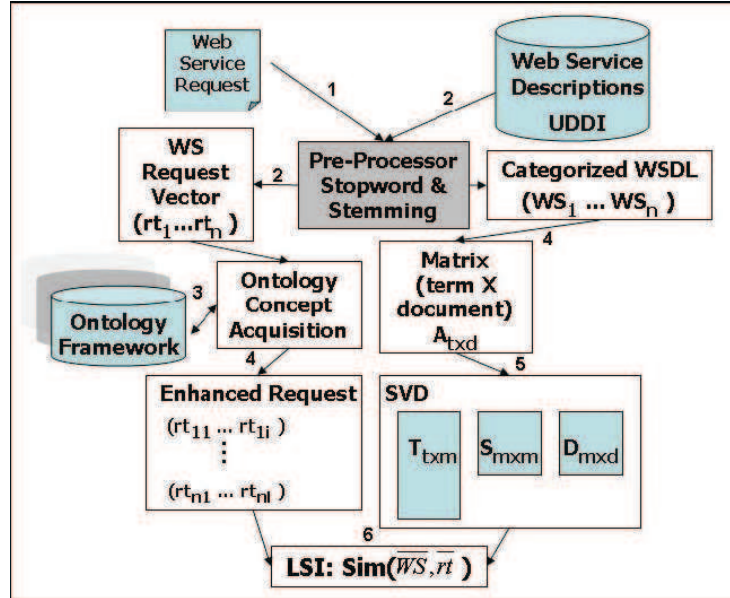 Web
Service
Request
Web Service
Descriptions
UDDI
1
2
WS
Request
Vector
(rt1...rtn)
2
Pre-Processor
Stopword &
Stemming
Categorized WSDL
(WS1 ... WSn)
4
3
Ontology
Framework
Ontology
Concept
Acquisition
Matrix
(term X
document)
Atxd
4
5
Enhanced Request
(rt11 ... rt1i)
⋮
(rtn1 ... rtnl)
SVD
Ttxm
Smxm
Dmxd
6
LSI: Sim(WS,rt)